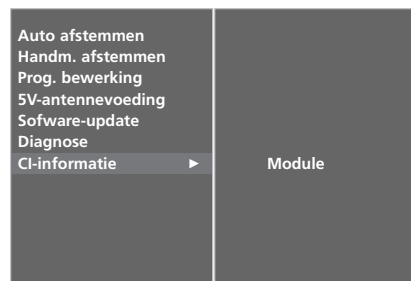 Auto afstemmen
Handm. afstemmen
Prog. bewerking
5V-antennevoeding
Sofware-update
Diagnose
CI-informatie ► Module